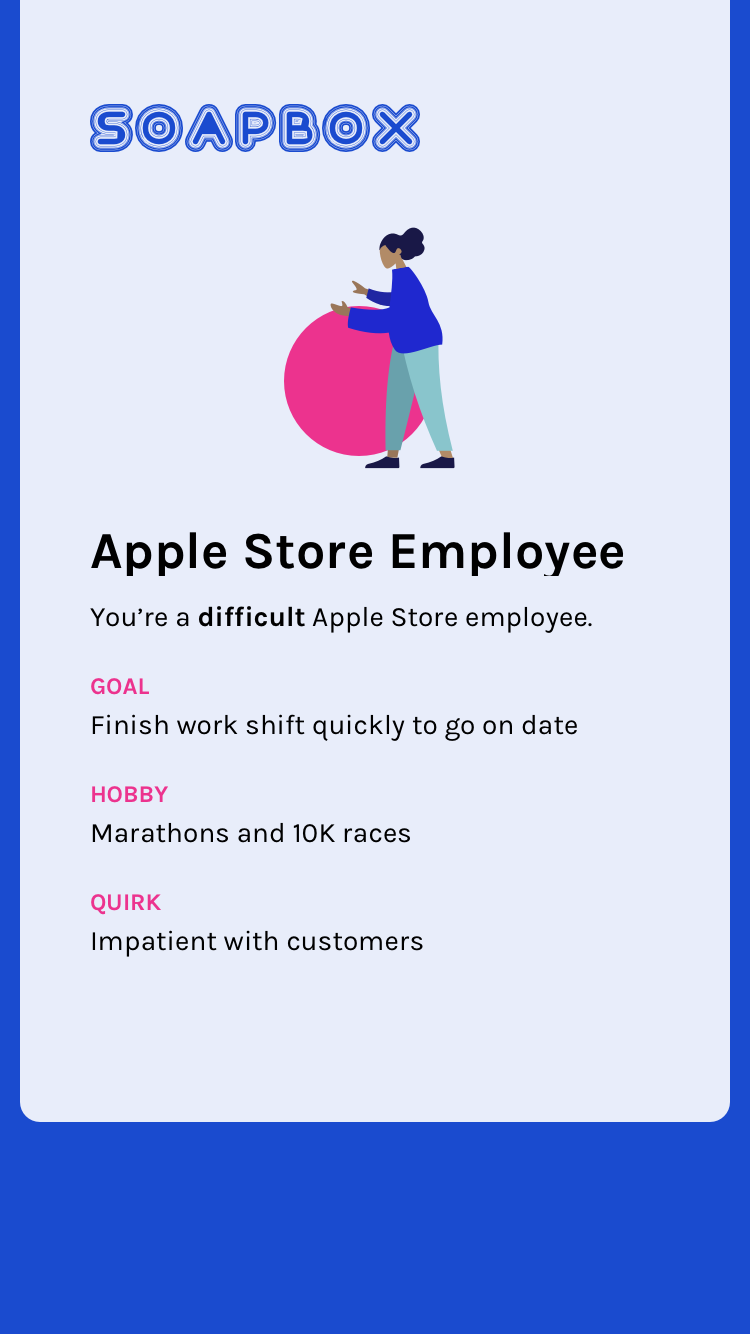 SOAPBOX
Apple Store Employee
You’re a difficult Apple Store employee.
GOAL
Finish work shift quickly to go on date
HOBBY
Marathons and 10K races
QUIRK
Impatient with customers